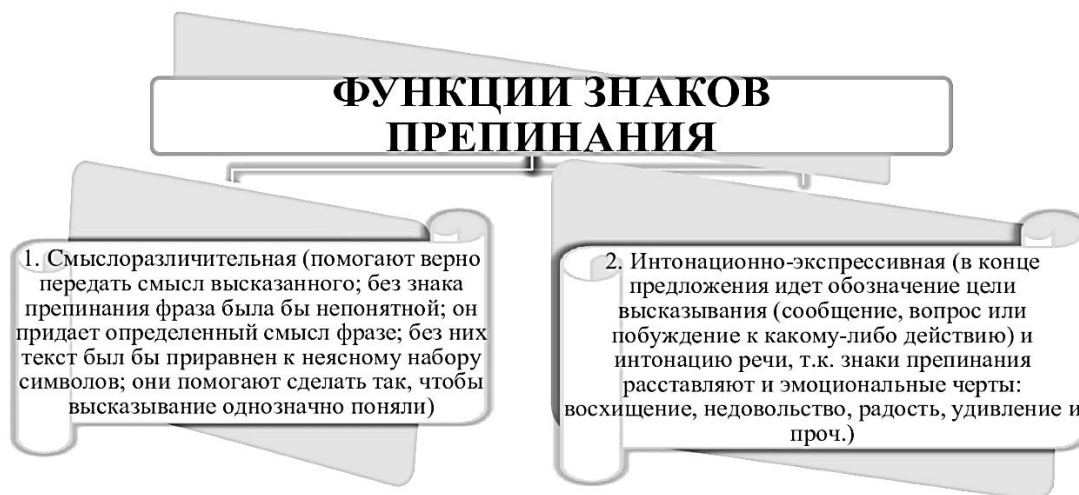 ФУНКЦИИ ЗНАКОВ
ПРЕПИНАНИЯ
1. Смыслоразличительная (помогают верно
передать смысл высказанного; без знака
препинания фраза была бы непонятной; он
придает определенный смысл фразе; без них
текст был бы приравнен к неясному набору
символов; они помогают сделать так, чтобы
высказывание однозначно поняли)
2. Интонационно-экспрессивная (в конце
предложения идет обозначение цели
высказывания (сообщение, вопрос или
побуждение к какому-либо действию) и
интонацию речи, т.к. знаки препинания
расставляют и эмоциональные черты:
восхищение, недовольство, радость, удивление и
проч.)